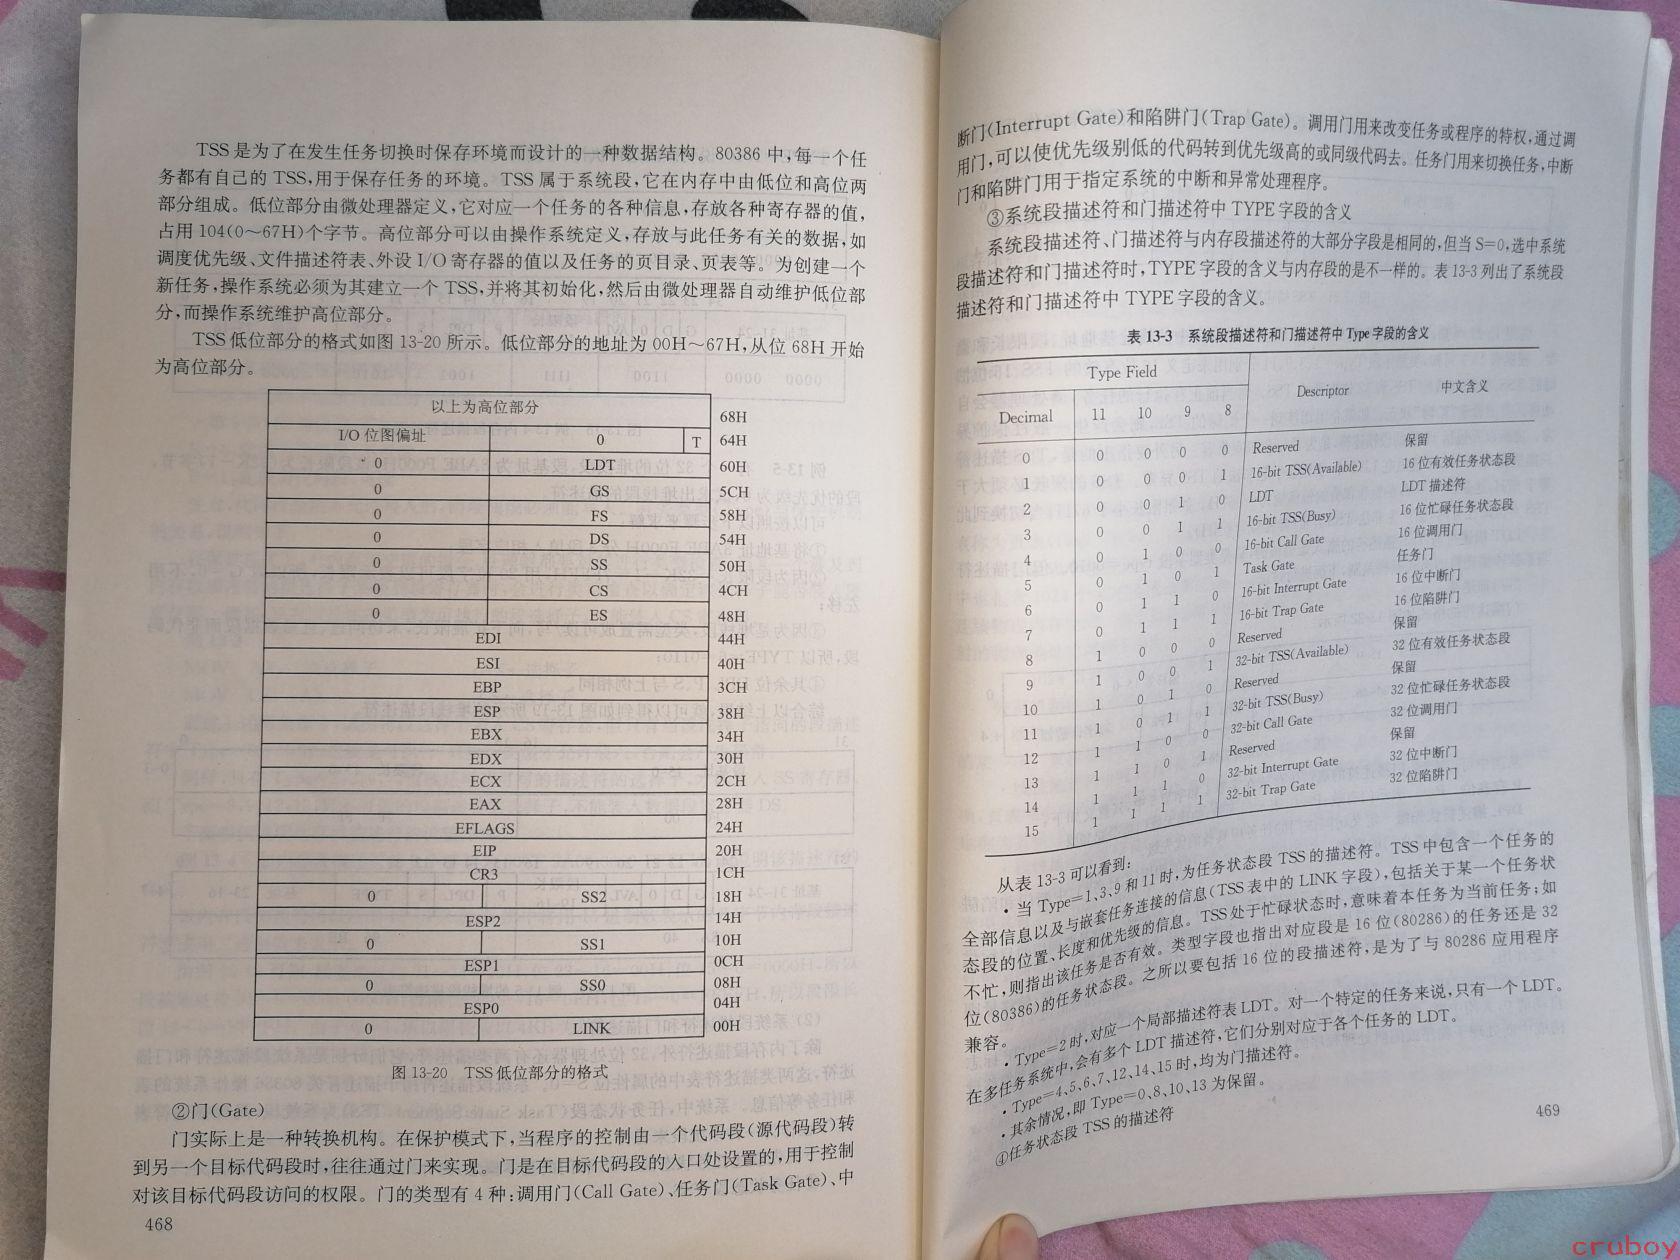 TSS 是为了在发生任务切换时保存环境而设计的一种数据结构。80386 中,每一个任
务都有自己的 TSS,用于保存任务的环境。TSS 属于系统段,它在内存中由低位和高位两
部分组成。低位部分由微处理器定义,它对应一个任务的各种信息,存放各种寄存器的值,
占用 104(0～67H)个字节。高位部分可以由操作系统定义,存放与此任务有关的数据,如
调度优先级、文件描述符表、外设 I/O 寄存器的值以及任务的页目录、页表等。为创建一个
新任务,操作系统必须为其建立一个 TSS,并将其初始化,然后由微处理器自动维护低位部
分,而操作系统维护高位部分。
TSS 低位部分的格式如图 13-20 所示。低位部分的地址为 00H～67H,从位 68H 开始
为高位部分。
以上为高位部分 68H
I/O 位图偏址 0 T 64H
0 LDT 60H
0 GS 5CH
0 FS 58H
0 DS 54H
0 SS 50H
0 CS 4CH
0 ES 48H
EDI 44H
ESI 40H
EBP 3CH
ESP 38H
EBX 34H
EDX 30H
ECX 2CH
EAX 28H
EFLAGS 24H
EIP 20H
CR3 1CH
0 SS2 18H
ESP2 14H
0 SS1 10H
ESP1 0CH
0 SS0 08H
ESP0 04H
0 LINK 00H
图 13-20 TSS 低位部分的格式
②门(Gate)
门实际上是一种转换机构。在保护模式下,当程序的控制由一个代码段(源代码段)转
到另一个目标代码段时,往往通过门来实现。门是在目标代码段的入口处设置的,用于控制
对该目标代码段访问的权限。门的类型有 4 种:调用门(Call Gate)、任务门(Task Gate)、中
468
断门(Interrupt Gate)和陷阱门(Trap Gate)。调用门用来改变任务或程序的特权,通过调
用门,可以使优先级别低的代码转到优先级高的或同级代码去。任务门用来切换任务,中断
门和陷阱门用于指定系统的中断和异常处理程序。
③系统段描述符和门描述符中 TYPE 字段的含义
系统段描述符、门描述符与内存段描述符的大部分字段是相同的,但当 S=0,选中系统
段描述符和门描述符时,TYPE 字段的含义与内存段的是不一样的。表 13-3 列出了系统段
描述符和门描述符中 TYPE 字段的含义。
表 13-3 系统段描述符和门描述符中 Type 字段的含义
Type Field Descriptor 中文含义
Decimal 11 10 9 8
0 0 0 0 0 Reserved 保留
1 0 0 0 1 16-bit TSS(Available) 16 位有效任务状态段
2 0 0 1 0 LDT LDT 描述符
3 0 0 1 1 16-bit TSS(Busy) 16 位忙碌任务状态段
4 0 1 0 0 16-bit Call Gate 16 位调用门
5 0 1 0 1 Task Gate 任务门
6 0 1 1 0 16-bit Interrupt Gate 16 位中断门
7 0 1 1 1 16-bit Trap Gate 16 位陷阱门
8 1 0 0 0 Reserved 保留
9 1 0 0 1 32-bit TSS(Available) 32 位有效任务状态段
10 1 0 1 0 Reserved 保留
11 1 0 1 1 32-bit TSS(Busy) 32 位忙碌任务状态段
12 1 1 0 0 32-bit Call Gate 32 位调用门
13 1 1 0 1 Reserved 保留
14 1 1 1 0 32-bit Interrupt Gate 32 位中断门
15 1 1 1 1 32-bit Trap Gate 32 位陷阱门
从表 13-3 可以看到:
·当 Type=1、3、9 和 11 时,为任务状态段 TSS 的描述符。TSS 中包含一个任务的
全部信息以及与嵌套任务连接的信息(TSS 表中的 LINK 字段),包括关于某一个任务状
态段的位置、长度和优先级的信息。TSS 处于忙碌状态时,意味着本任务为当前任务;如
不忙,则指出该任务是否有效。类型字段也指出对应段是 16 位(80286)的任务还是 32
位(80386)的任务状态段。之所以要包括 16 位的段描述符,是为了与 80286 应用程序
兼容。
·Type=2 时,对应一个局部描述符表 LDT。对一个特定的任务来说,只有一个 LDT。
在多任务系统中,会有多个 LDT 描述符,它们分别对应于各个任务的 LDT。
·Type=4、5、6、7、12、14、15 时,均为门描述符。
·其余情况,即 Type=0、8、10、13 为保留。
④任务状态段 TSS 的描述符
469
cruboy